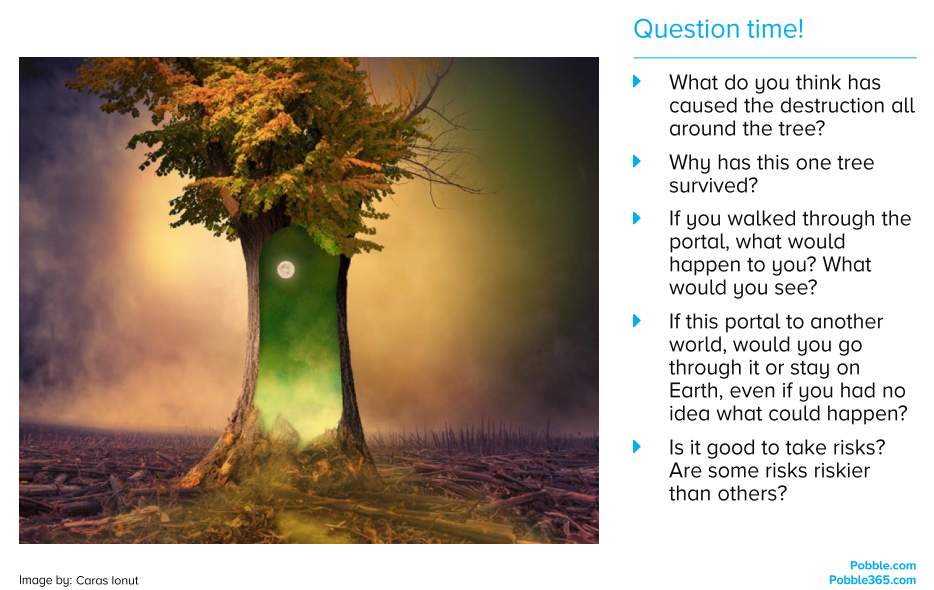 Question time!
What do you think has
caused the destruction all
around the tree?
Why has this one tree
survived?
If you walked through the
portal, what would
happen to you? What
would you see?
If this portal to another
world, would you go
through it or stay on
Earth, even if you had no
idea what could happen?
Is it good to take risks?
Are some risks riskier
than others?
Image by: Caras Ionut
Pobble.com
Pobble365.com